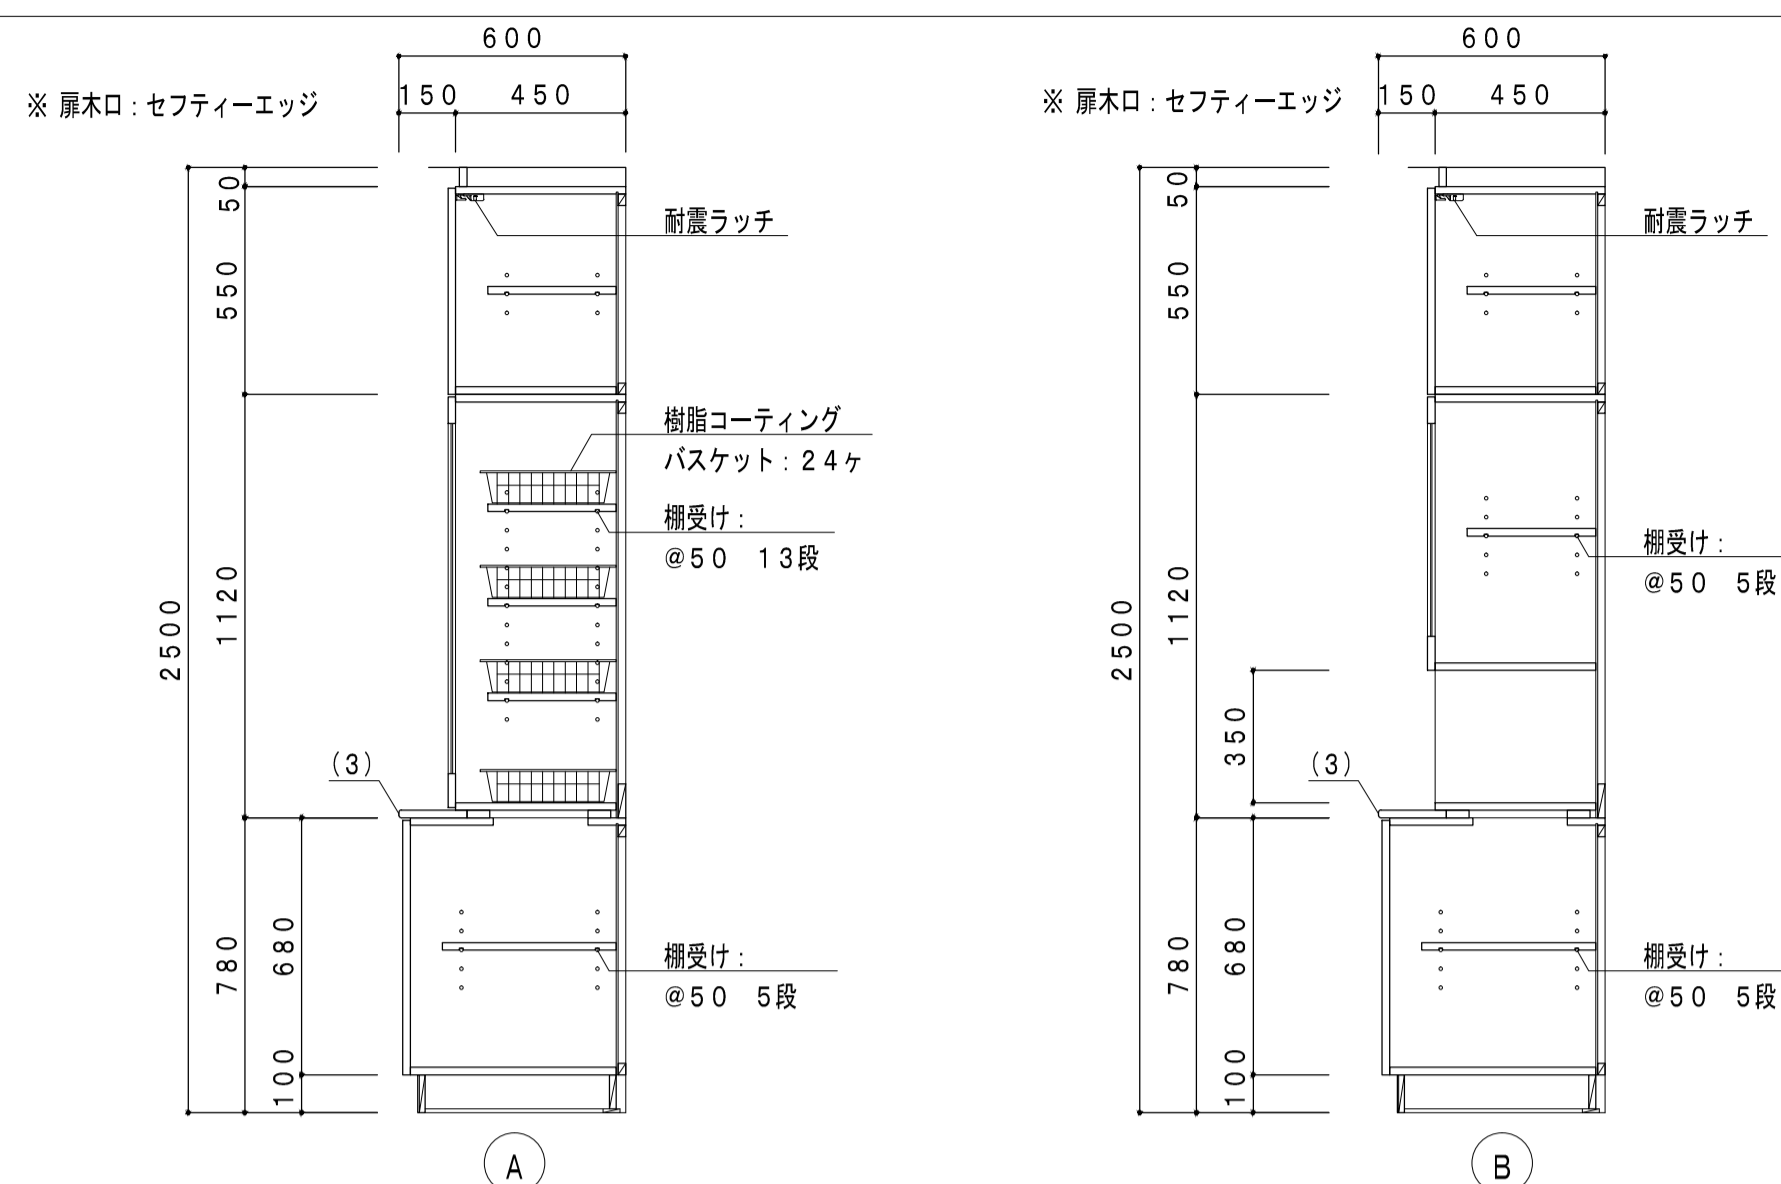 600
150 450
※ 扉木口：セフティーエッジ
50
耐震ラッチ
550
樹脂コーティング
バスケット：24ヶ
棚受け：
@50 13段
1120
2500
(3)
780
680
棚受け：
@50 5段
100
A
600
150 450
※ 扉木口：セフティーエッジ
50
耐震ラッチ
550
棚受け：
@50 5段
1120
2500
350
(3)
780
680
棚受け：
@50 5段
100
B